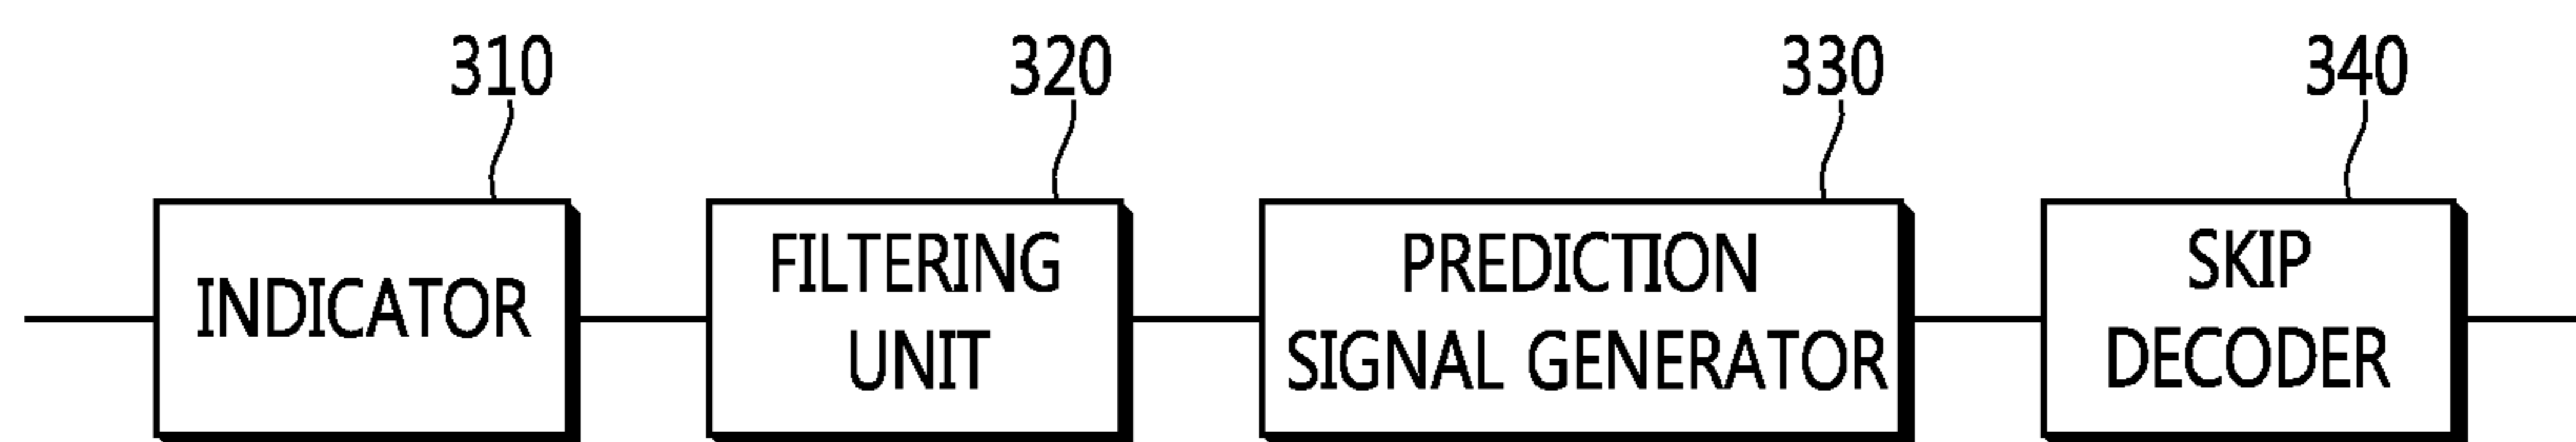 310
320
330
340
INDICATOR
FILTERING
UNIT
PREDICTION
SIGNAL GENERATOR
SKIP
DECODER